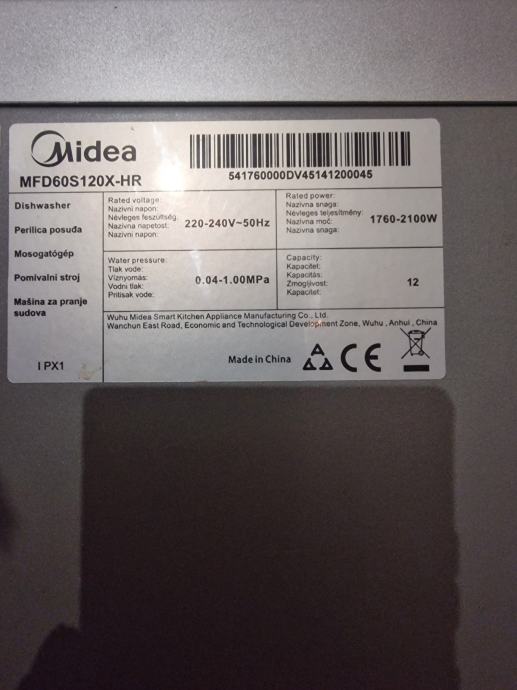 Midea
541760000DV45141200045
MFD60S120X-HR
Dishwasher
Perilica posuđa
Mosogatógép
Pomivalni stroj
Mašina za pranje
sudova
IPX1
Rated voltage:
Nazivni napon:
Névleges feszültség:
Nazivna napetost:
Nazivni napon:
220-240V~50Hz
Rated power:
Nazivna snaga:
Névleges teljesítmény:
Nazivna moč:
Nazivna snaga:
1760-2100W
Water pressure:
Tlak vode:
Víznyomás:
Vodni tlak:
Pritisak vode:
0.04-1.00MPa
Capacity:
Kapacitet:
Kapacitás:
Zmogljivost:
Kapacitet:
12
Wuhu Midea Smart Kitchen Appliance Manufacturing Co., Ltd.
Wanchun East Road, Economic and Technological Development Zone, Wuhu, Anhui, China
Made in China
AAA
CE